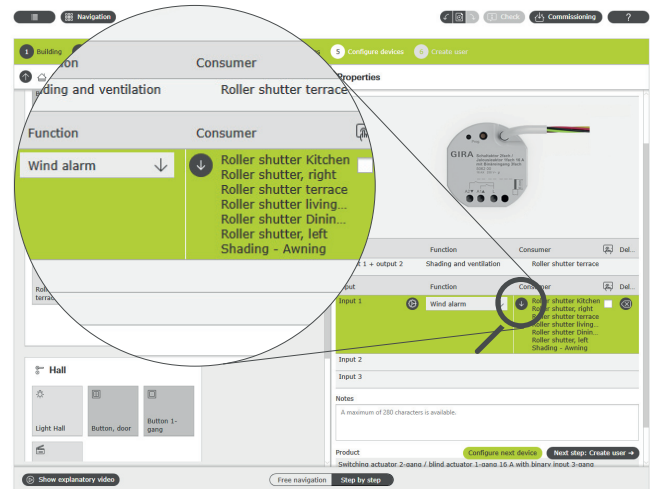 Navigation
Check
Commissioning
?
1 Building
5 Configure devices
6 Create user
Properties
Consumer
ding and ventilation
Roller shutter terrace
Function
Consumer
Wind alarm
Roller shutter Kitchen
Roller shutter, right
Roller shutter terrace
Roller shutter living...
Roller shutter Dinin...
Roller shutter, left
Shading - Awning
GIRA
Function
Consumer
Del...
1 + output 2
Shading and ventilation
Roller shutter terrace
Function
Consumer
Del...
Input 1
Wind alarm
Roller shutter Kitchen
Roller shutter, right
Roller shutter terrace
Roller shutter living...
Roller shutter Dinin...
Roller shutter, left
Shading - Awning
Input 2
Input 3
Notes
A maximum of 280 characters is available.
Hall
Light Hall
Button, door
Button 1-
gang
Product
Configure next device
Next step: Create user
Switching actuator 2-gang / blind actuator 1-gang 16 A with binary input 3-gang
Show explanatory video
Free navigation
Step by step